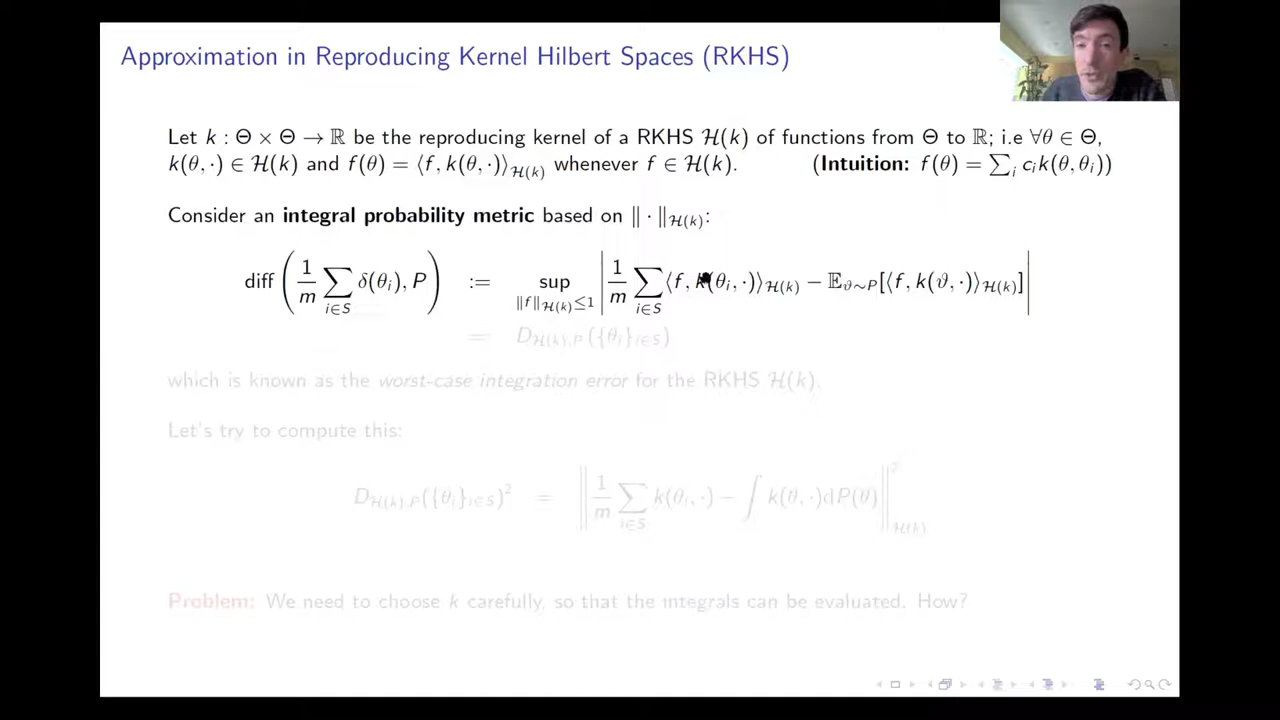 Approximation in Reproducing Kernel Hilbert Spaces (RKHS)
Let k : Θ × Θ → ℝ be the reproducing kernel of a RKHS ℋ(k) of functions from Θ to ℝ; i.e ∀θ ∈ Θ,
k(θ, ·) ∈ ℋ(k) and f(θ) = ⟨f, k(θ, ·)⟩_ℋ(k) whenever f ∈ ℋ(k). (Intuition: f(θ) = ∑_i c_i k(θ, θ_i))
Consider an integral probability metric based on ‖ · ‖_ℋ(k):
diff ( 1/m ∑_{i∈S} δ(θ_i), P ) := sup_{‖f‖_ℋ(k) ≤ 1} | 1/m ∑_{i∈S} ⟨f, k(θ_i, ·)⟩_ℋ(k) − 𝔼_{ϑ∼P}[⟨f, k(ϑ, ·)⟩_ℋ(k)] |
= D_{ℋ(k),P}({θ_i}_{i∈S})
which is known as the worst-case integration error for the RKHS ℋ(k).
Let's try to compute this:
D_{ℋ(k),P}({θ_i}_{i∈S})² = ‖ 1/m ∑_{i∈S} k(θ_i, ·) − ∫ k(θ, ·)dP(θ) ‖²_ℋ(k)
Problem: We need to choose k carefully, so that the integrals can be evaluated. How?